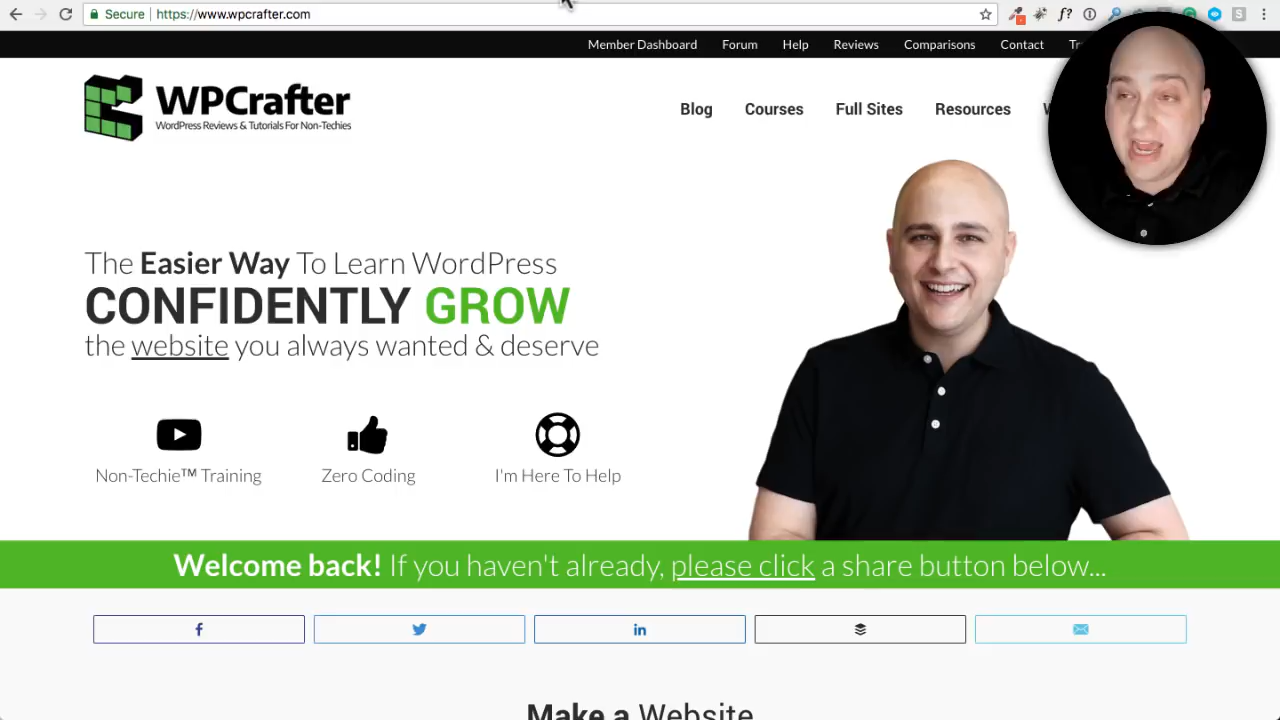 Secure https://www.wpcrafter.com
Member Dashboard Forum Help Reviews Comparisons Contact
WPCrafter
WordPress Reviews & Tutorials For Non-Techies
Blog Courses Full Sites Resources
The Easier Way To Learn WordPress
CONFIDENTLY GROW
the website you always wanted & deserve
Non-Techie™ Training Zero Coding I'm Here To Help
Welcome back! If you haven't already, please click a share button below...
Make a Website